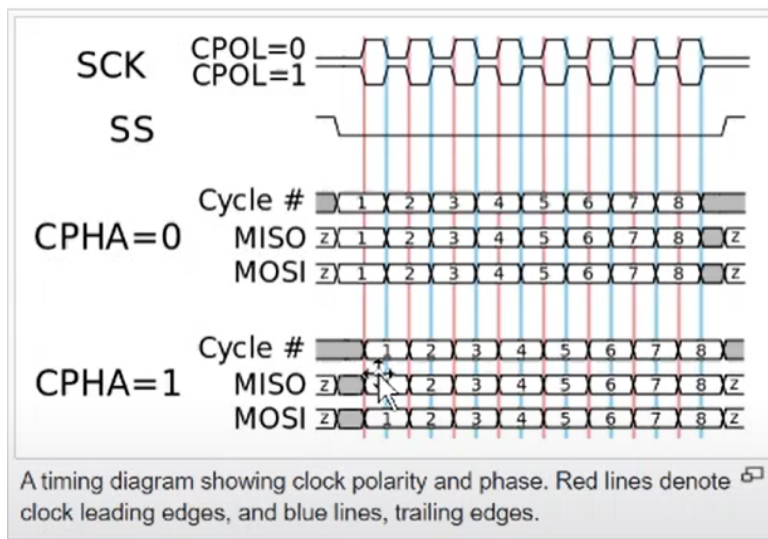 SCK CPOL=0
CPOL=1
SS
Cycle # 1 2 3 4 5 6 7 8
CPHA=0 MISO z 1 2 3 4 5 6 7 8 z
MOSI z 1 2 3 4 5 6 7 8 z
Cycle # 1 2 3 4 5 6 7 8
CPHA=1 MISO z 2 3 4 5 6 7 8 z
MOSI z 1 2 3 4 5 6 7 8 z
A timing diagram showing clock polarity and phase. Red lines denote
clock leading edges, and blue lines, trailing edges.